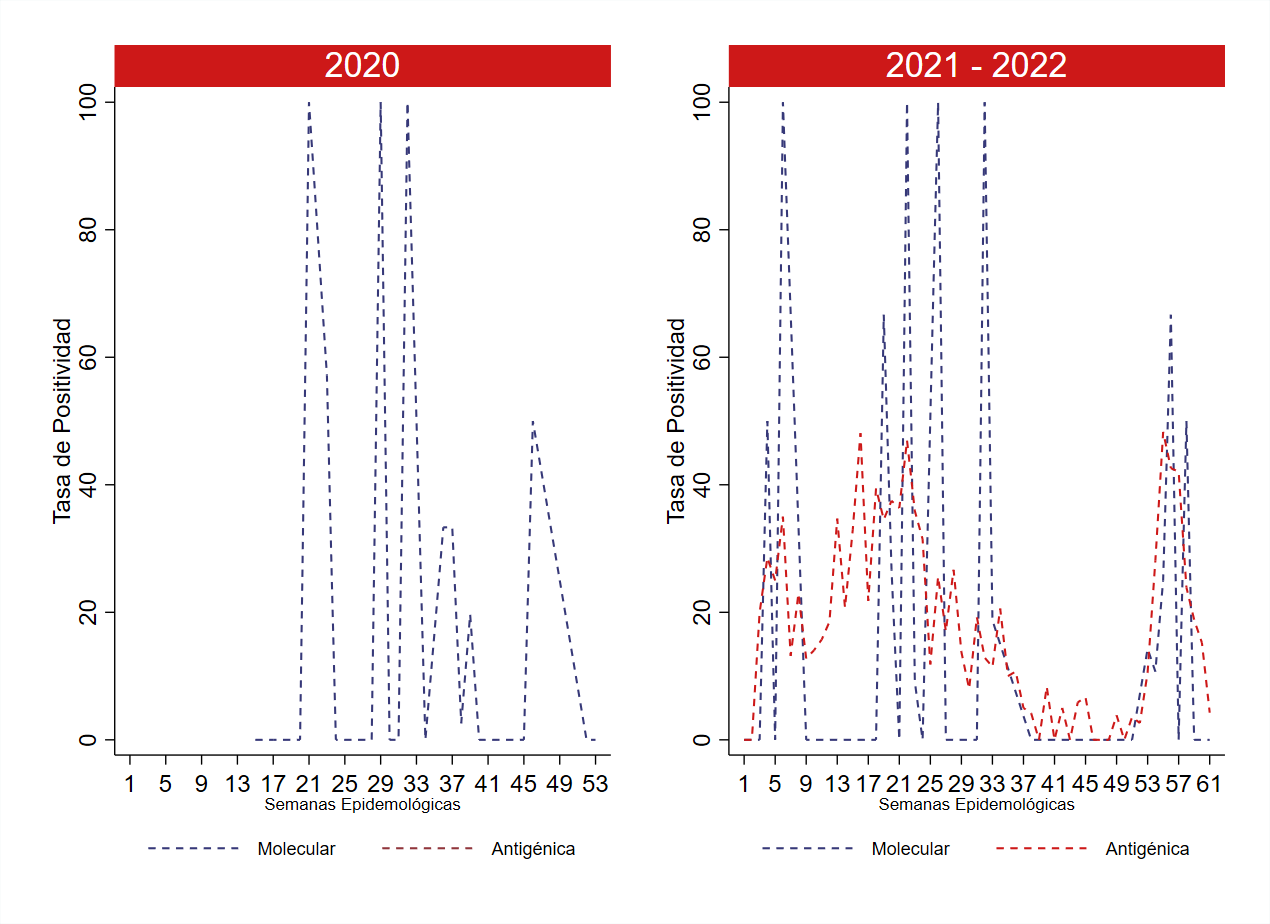 2020
Tasa de Positividad
100
80
60
40
20
0
1 5 9 13 17 21 25 29 33 37 41 45 49 53
Semanas Epidemológicas
Molecular Antigénica
2021 - 2022
Tasa de Positividad
100
80
60
40
20
0
1 5 9 13 17 21 25 29 33 37 41 45 49 53 57 61
Semanas Epidemológicas
Molecular Antigénica